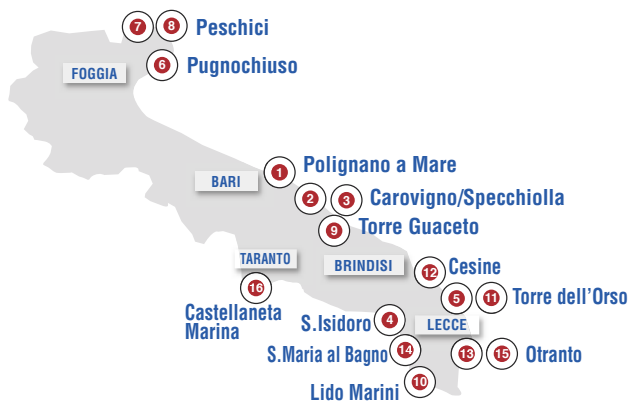 7 8 Peschici
6 Pugnochiuso
FOGGIA
1 Polignano a Mare
BARI
2 3 Carovigno/Specchiolla
9 Torre Guaceto
TARANTO
BRINDISI
12 Cesine
16
Castellaneta
Marina
5 11 Torre dell'Orso
S.Isidoro 4
LECCE
S.Maria al Bagno 14
13 15 Otranto
Lido Marini 10